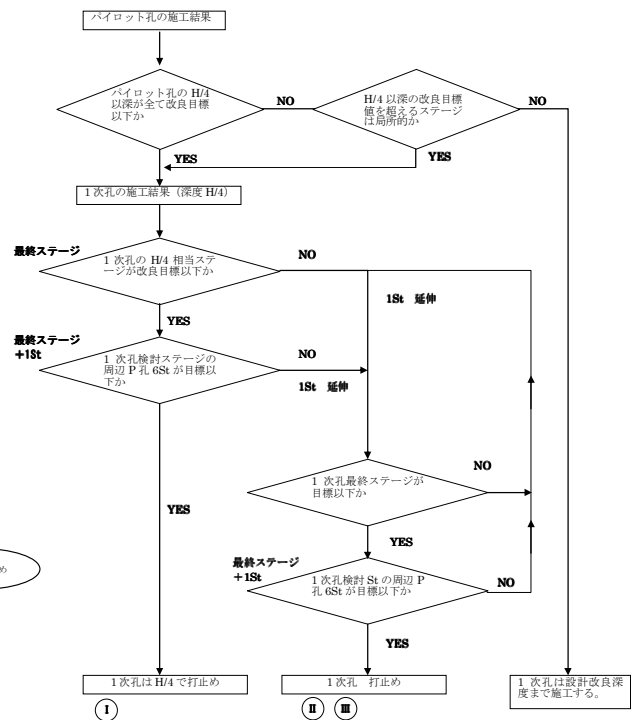 パイロット孔の施工結果
パイロット孔の H/4
以深が全て改良目標
以下か
NO
H/4 以深の改良目標
値を超えるステージ
は局所的か
NO
YES
YES
1 次孔の施工結果（深度 H/4）
最終ステージ
1 次孔の H/4 相当ステ
ージが改良目標以下か
NO
1St 延伸
YES
最終ステージ
＋1St
1 次孔検討ステージの
周辺 P 孔 6St が目標以
下か
NO
1St 延伸
YES
1 次孔最終ステージが
目標以下か
NO
YES
最終ステージ
＋1St
1 次孔検討 St の周辺 P
孔 6St が目標以下か
NO
YES
め
1 次孔は H/4 で打止め
1 次孔 打止め
1 次孔は設計改良深
度まで施工する。
Ⅰ
Ⅱ Ⅲ